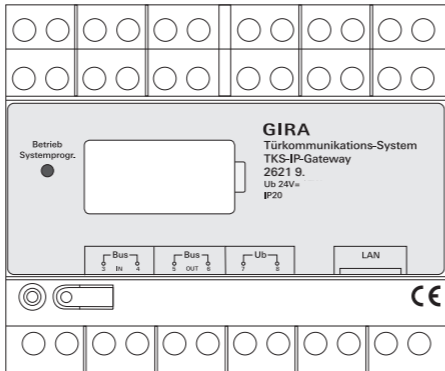 Betrieb
Systemprogr.
GIRA
Türkommunikations-System
TKS-IP-Gateway
2621 9.
Ub 24V=
IP20
Bus Bus Ub LAN
3 IN 4 5 OUT 6 7 8
CE